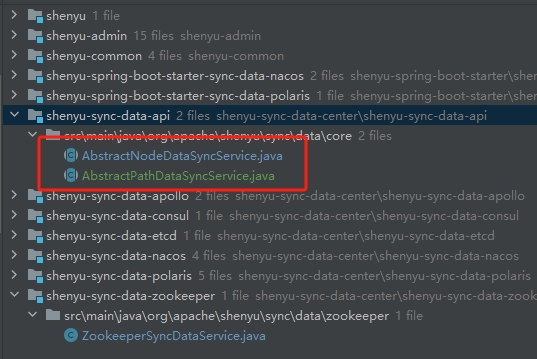 shenyu 1 file
shenyu-admin 15 files shenyu-admin
shenyu-common 4 files shenyu-common
shenyu-spring-boot-starter-sync-data-nacos 2 files shenyu-spring-boot-starter\shen
shenyu-spring-boot-starter-sync-data-polaris 1 file shenyu-spring-boot-starter\she
shenyu-sync-data-api 2 files shenyu-sync-data-center\shenyu-sync-data-api
src\main\java\org\apache\shenyu\sync\data\core 2 files
AbstractNodeDataSyncService.java
AbstractPathDataSyncService.java
shenyu-sync-data-apollo 2 files shenyu-sync-data-center\shenyu-sync-data-apollo
shenyu-sync-data-consul 1 file shenyu-sync-data-center\shenyu-sync-data-consul
shenyu-sync-data-etcd 1 file shenyu-sync-data-center\shenyu-sync-data-etcd
shenyu-sync-data-nacos 4 files shenyu-sync-data-center\shenyu-sync-data-nacos
shenyu-sync-data-polaris 5 files shenyu-sync-data-center\shenyu-sync-data-polaris
shenyu-sync-data-zookeeper 1 file shenyu-sync-data-center\shenyu-sync-data-zook
src\main\java\org\apache\shenyu\sync\data\zookeeper 1 file
ZookeeperSyncDataService.java